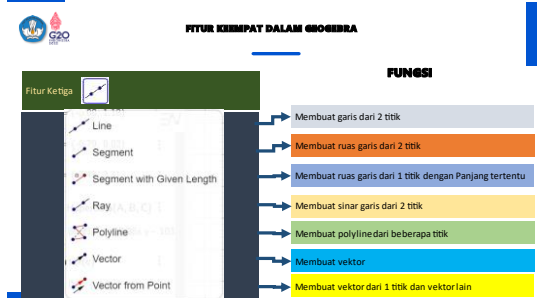 FITUR KEEMPAT DALAM GEOGEBRA
G20
FUNGSI
Fitur Ketiga
Line
Membuat garis dari 2 titik
Segment
Membuat ruas garis dari 2 titik
Segment with Given Length
Membuat ruas garis dari 1 titik dengan Panjang tertentu
Ray
Membuat sinar garis dari 2 titik
Polyline
Membuat polyline dari beberapa titik
Vector
Membuat vektor
Vector from Point
Membuat vektor dari 1 titik dan vektor lain